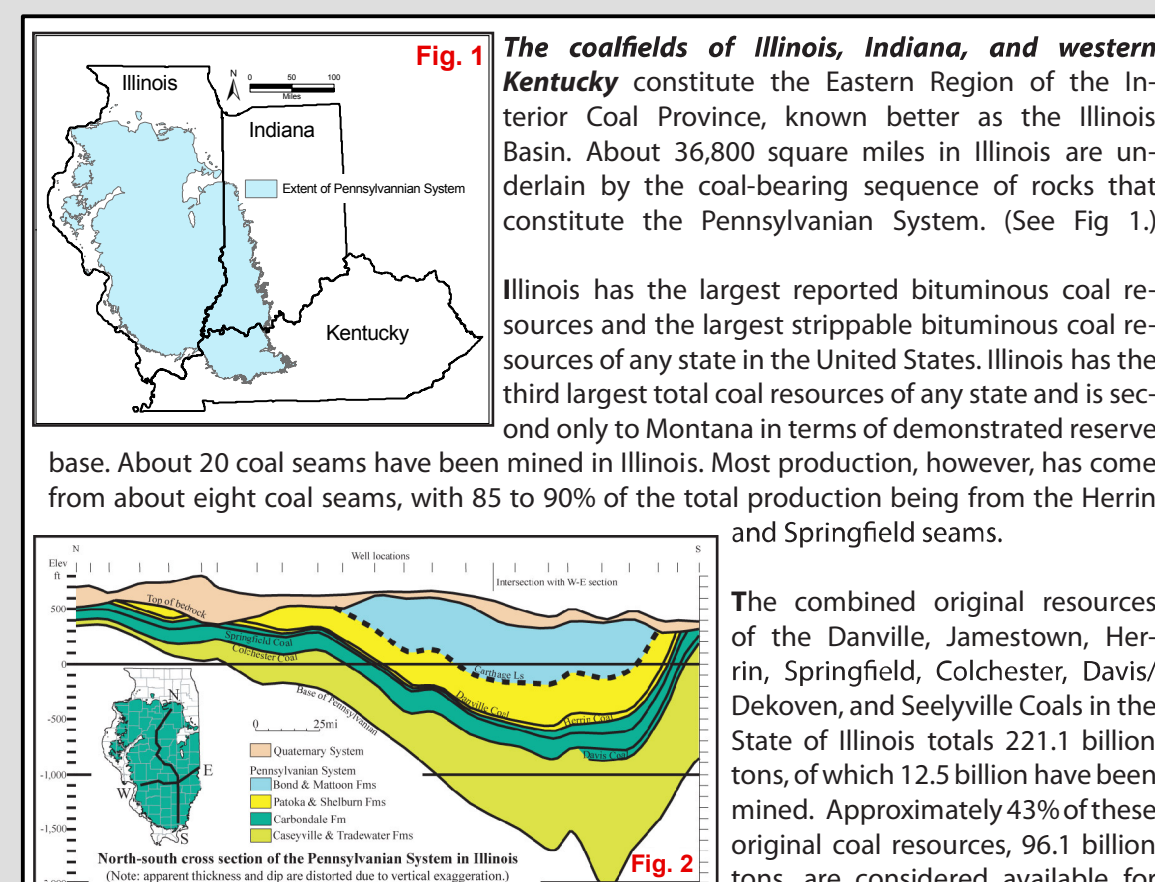 Fig. 1
Illinois
N
0 50 100
Miles
Indiana
Extent of Pennsylvannian System
Kentucky
The coalfields of Illinois, Indiana, and western
Kentucky constitute the Eastern Region of the In-
terior Coal Province, known better as the Illinois
Basin. About 36,800 square miles in Illinois are un-
derlain by the coal-bearing sequence of rocks that
constitute the Pennsylvanian System. (See Fig 1.)
Illinois has the largest reported bituminous coal re-
sources and the largest strippable bituminous coal re-
sources of any state in the United States. Illinois has the
third largest total coal resources of any state and is sec-
ond only to Montana in terms of demonstrated reserve
base. About 20 coal seams have been mined in Illinois. Most production, however, has come
from about eight coal seams, with 85 to 90% of the total production being from the Herrin
and Springfield seams.
The combined original resources
of the Danville, Jamestown, Her-
rin, Springfield, Colchester, Davis/
Dekoven, and Seelyville Coals in the
State of Illinois totals 221.1 billion
tons, of which 12.5 billion have been
mined. Approximately 43% of these
original coal resources, 96.1 billion
tons, are considered available for
N
S
Elev
ft
Well locations
Intersection with W-E section
500
0
-500
-1,000
-1,500
Top of bedrock
Springfield Coal
Colchester Coal
Base of Pennsylvanian
Carthage Ls
Danville Coal
Herrin Coal
Davis Coal
N
E
W
S
0 25mi
Quaternary System
Pennsylvanian System
Bond & Mattoon Fms
Patoka & Shelburn Fms
Carbondale Fm
Caseyville & Tradewater Fms
North-south cross section of the Pennsylvanian System in Illinois
(Note: apparent thickness and dip are distorted due to vertical exaggeration.)
Fig. 2